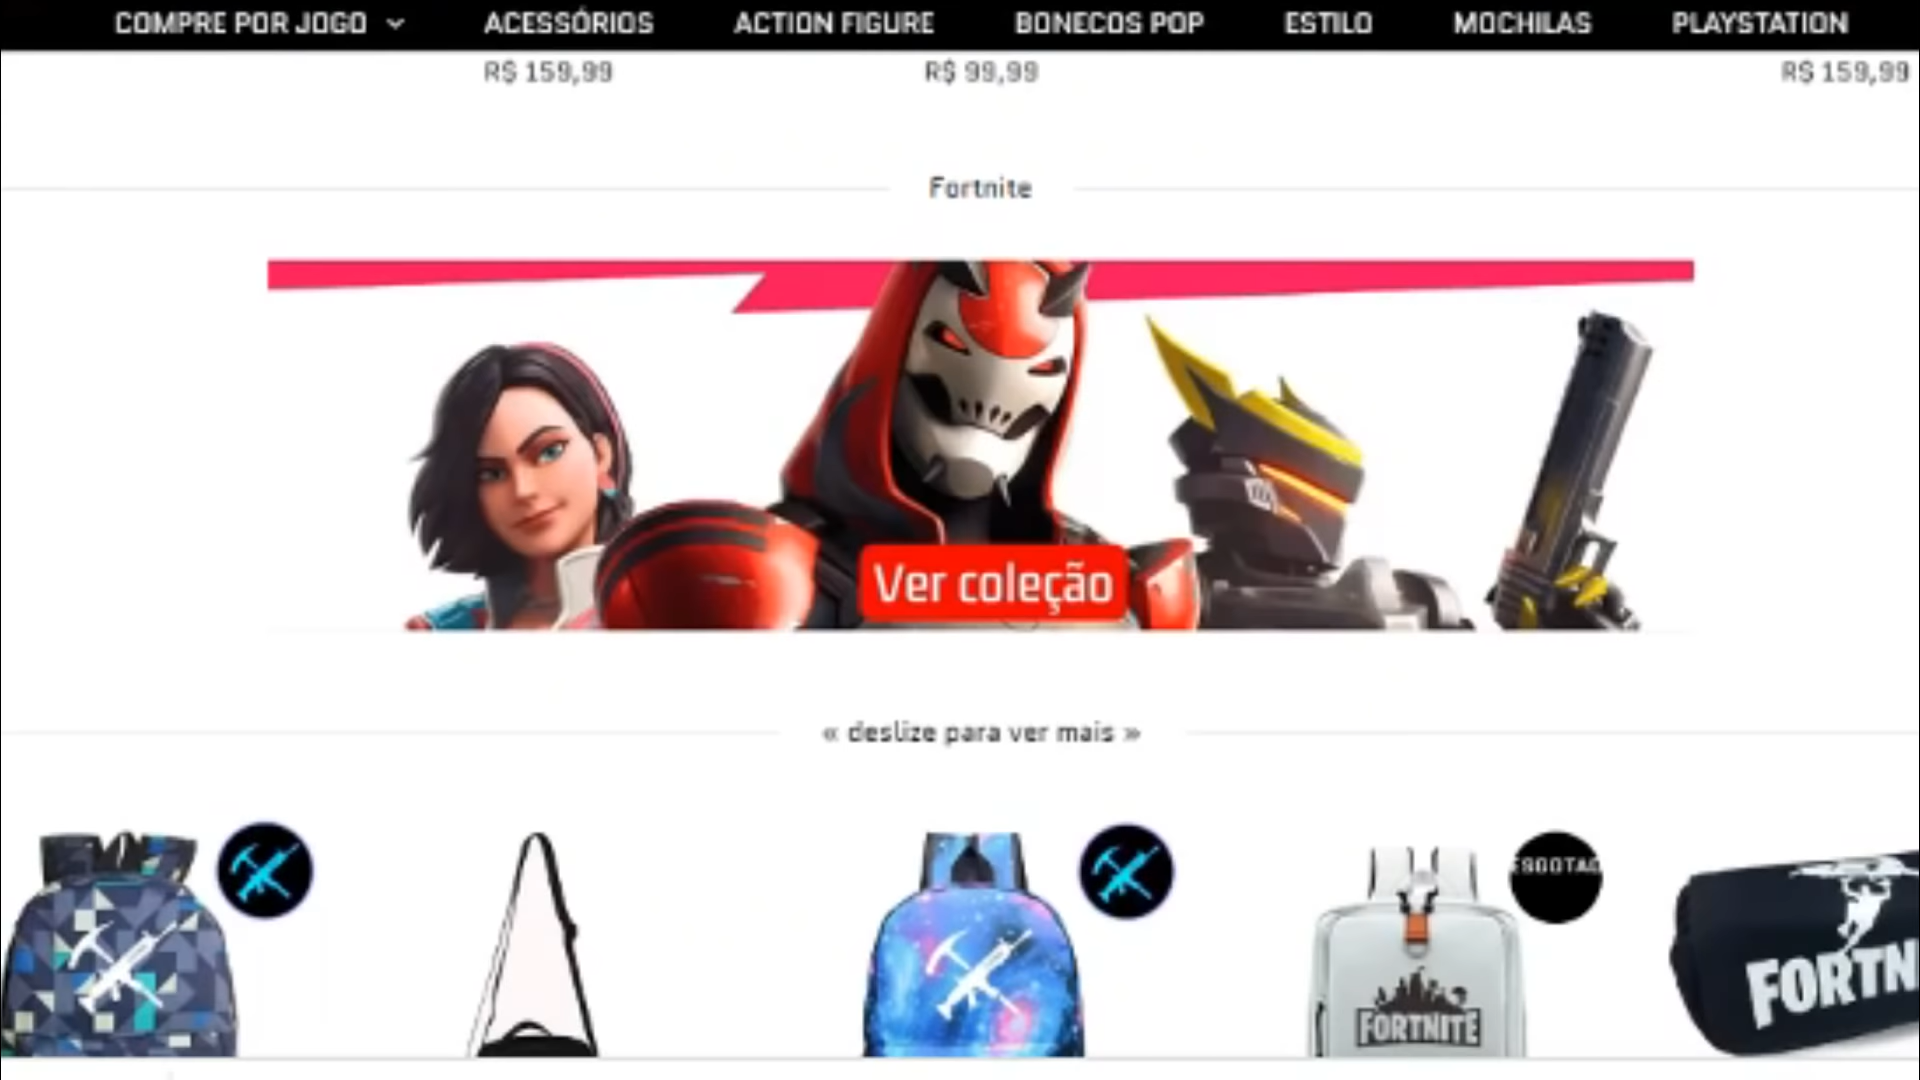 COMPRE POR JOGO ACESSÓRIOS ACTION FIGURE BONECOS POP ESTILO MOCHILAS PLAYSTATION
R$ 159,99 R$ 99,99 R$ 159,99
Fortnite
Ver coleção
« deslize para ver mais »
ESGOTAD
FORTNITE
FORTN